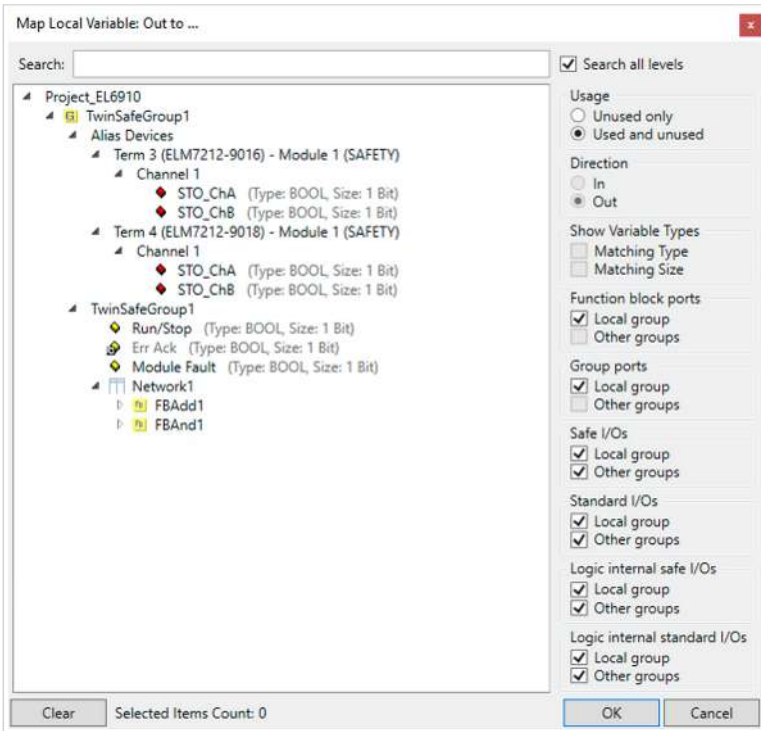 Map Local Variable: Out to ...
x
Search:
Search all levels
Project_EL6910
TwinSafeGroup1
Alias Devices
Term 3 (ELM7212-9016) - Module 1 (SAFETY)
Channel 1
STO_ChA (Type: BOOL, Size: 1 Bit)
STO_ChB (Type: BOOL, Size: 1 Bit)
Term 4 (ELM7212-9018) - Module 1 (SAFETY)
Channel 1
STO_ChA (Type: BOOL, Size: 1 Bit)
STO_ChB (Type: BOOL, Size: 1 Bit)
TwinSafeGroup1
Run/Stop (Type: BOOL, Size: 1 Bit)
Err Ack (Type: BOOL, Size: 1 Bit)
Module Fault (Type: BOOL, Size: 1 Bit)
Network1
FBAdd1
FBAnd1
Usage
Unused only
Used and unused
Direction
In
Out
Show Variable Types
Matching Type
Matching Size
Function block ports
Local group
Other groups
Group ports
Local group
Other groups
Safe I/Os
Local group
Other groups
Standard I/Os
Local group
Other groups
Logic internal safe I/Os
Local group
Other groups
Logic internal standard I/Os
Local group
Other groups
Clear
Selected Items Count: 0
OK
Cancel